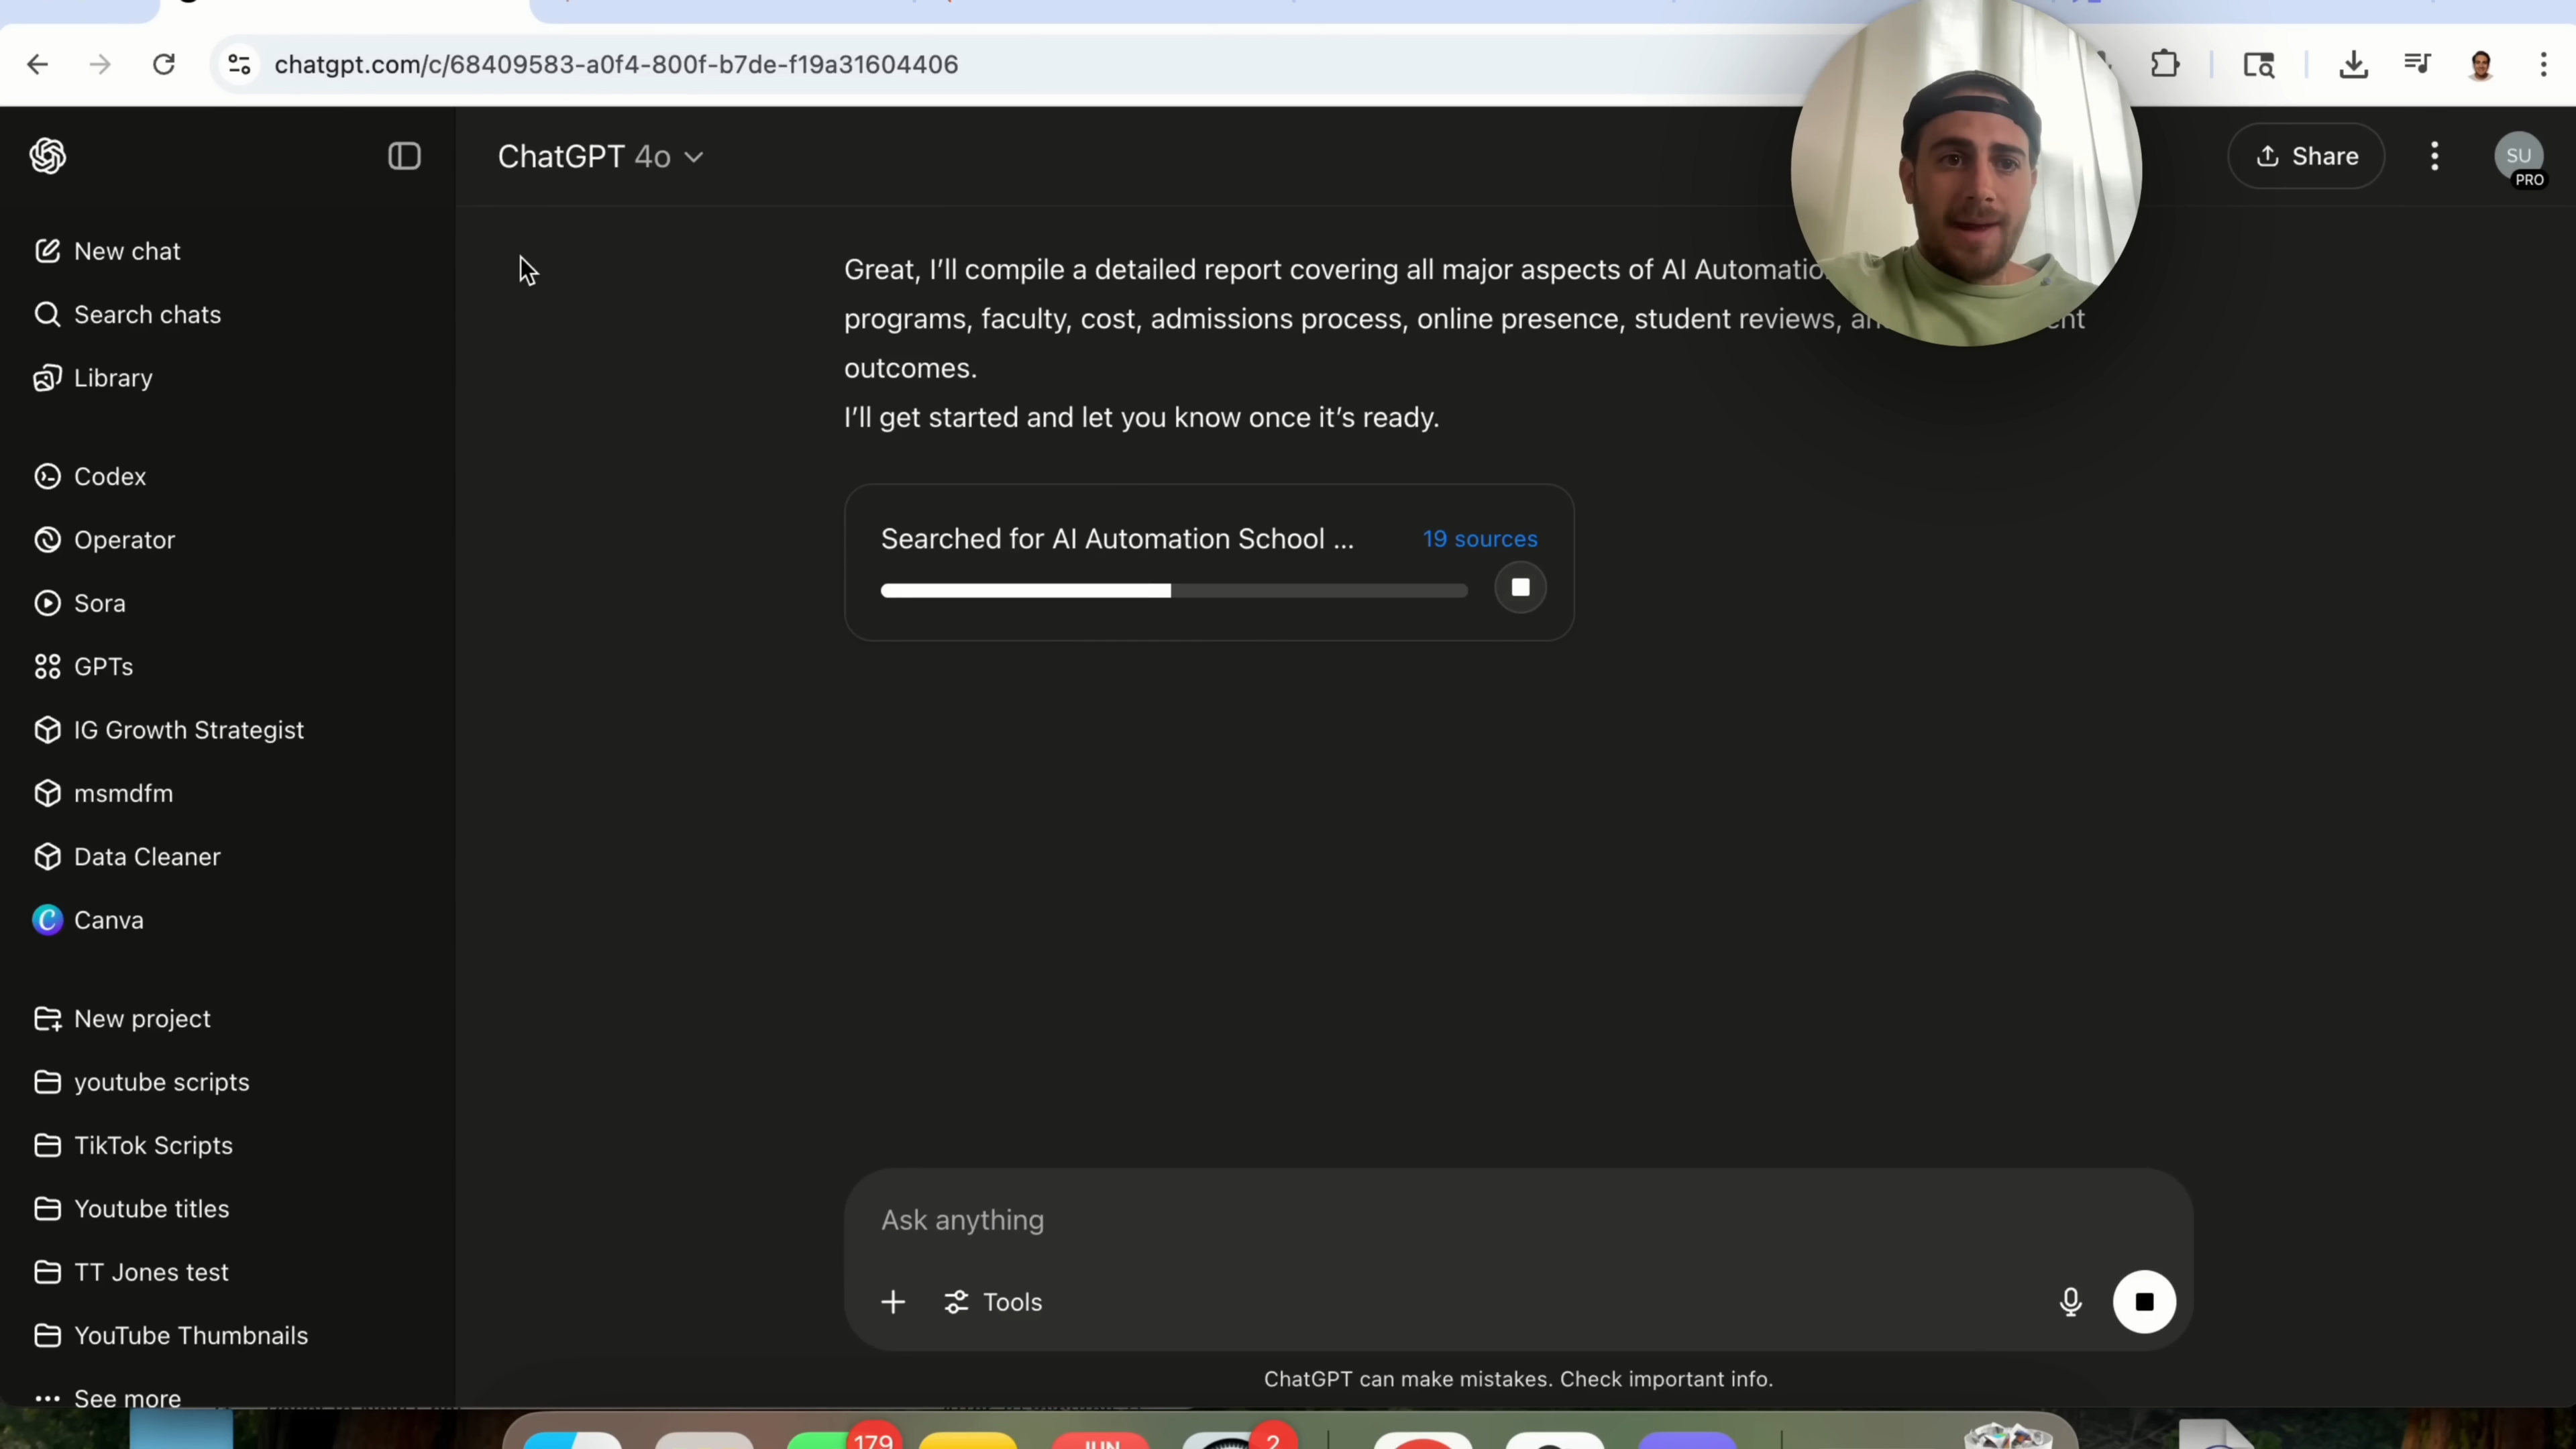 chatgpt.com/c/68409583-a0f4-800f-b7de-f19a31604406
ChatGPT 4o
Share
SU
PRO
New chat
Search chats
Library
Codex
Operator
Sora
GPTs
IG Growth Strategist
msmdfm
Data Cleaner
Canva
New project
youtube scripts
TikTok Scripts
Youtube titles
TT Jones test
YouTube Thumbnails
See more
Great, I'll compile a detailed report covering all major aspects of AI
programs, faculty, cost, admissions process, online presence, student reviews,
outcomes.
I'll get started and let you know once it's ready.
Searched for AI Automation School ...
19 sources
Ask anything
Tools
ChatGPT can make mistakes. Check important info.
179
JUN
2